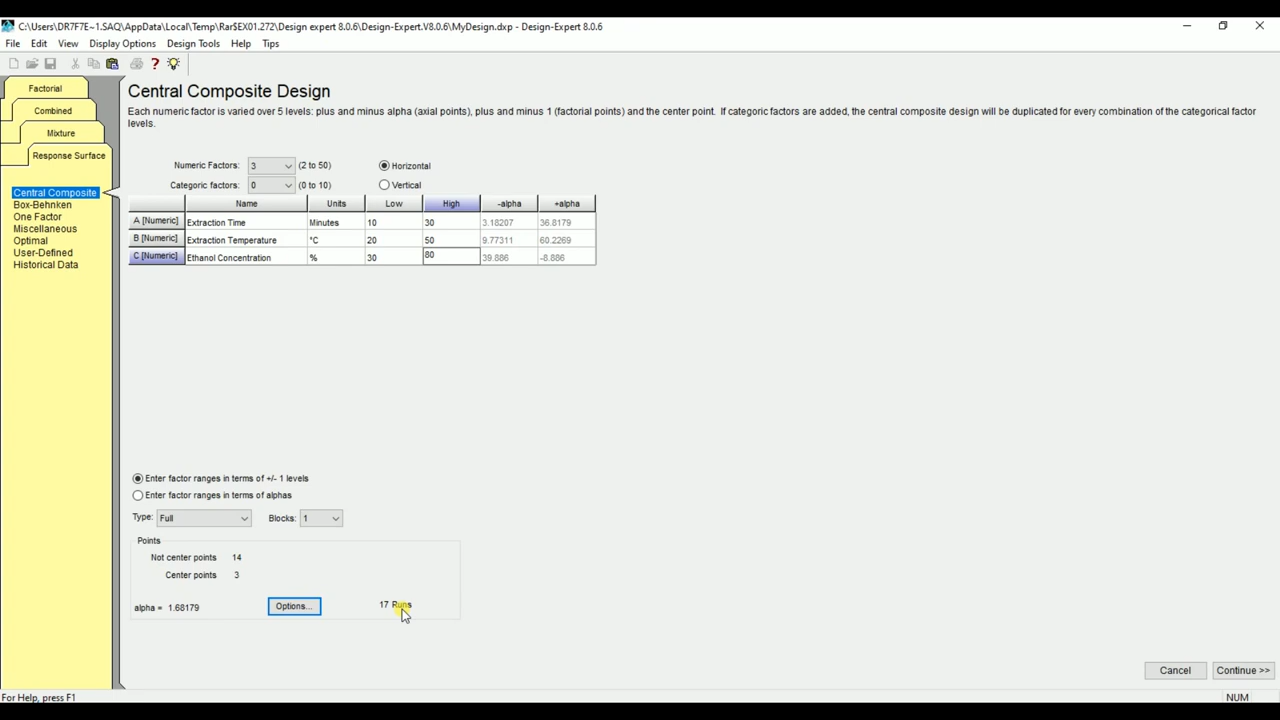 C:\Users\DR7F7E~1.SAQ\AppData\Local\Temp\Rar$EX01.272\Design expert 8.0.6\Design-Expert.V8.0.6\MyDesign.dxp - Design-Expert 8.0.6
File Edit View Display Options Design Tools Help Tips
Factorial
Combined
Mixture
Response Surface
Central Composite
Box-Behnken
One Factor
Miscellaneous
Optimal
User-Defined
Historical Data
Central Composite Design
Each numeric factor is varied over 5 levels: plus and minus alpha (axial points), plus and minus 1 (factorial points) and the center point. If categoric factors are added, the central composite design will be duplicated for every combination of the categorical factor
levels.
Numeric Factors: 3 (2 to 50) Horizontal
Categoric factors: 0 (0 to 10) Vertical
Name Units Low High -alpha +alpha
A [Numeric] Extraction Time Minutes 10 30 3.18207 36.8179
B [Numeric] Extraction Temperature °C 20 50 9.77311 60.2269
C [Numeric] Ethanol Concentration % 30 80 39.886 -8.886
Enter factor ranges in terms of +/- 1 levels
Enter factor ranges in terms of alphas
Type: Full Blocks: 1
Points
Not center points 14
Center points 3
alpha = 1.68179 Options... 17 Runs
Cancel Continue >>
For Help, press F1 NUM